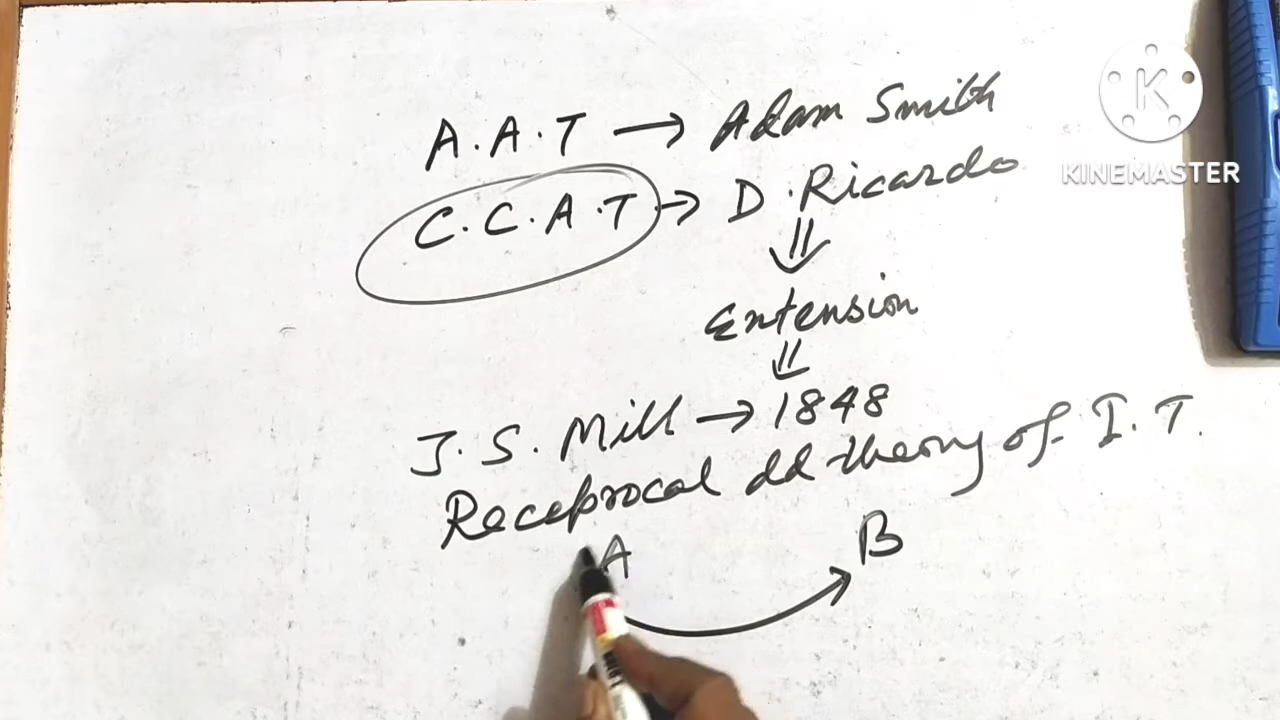 A.A.T → Adam Smith
C.C.A.T → D.Ricardo
Extension
J.S. Mill → 1848
Receprocal dd theory of I.T.
A B
K
KINEMASTER